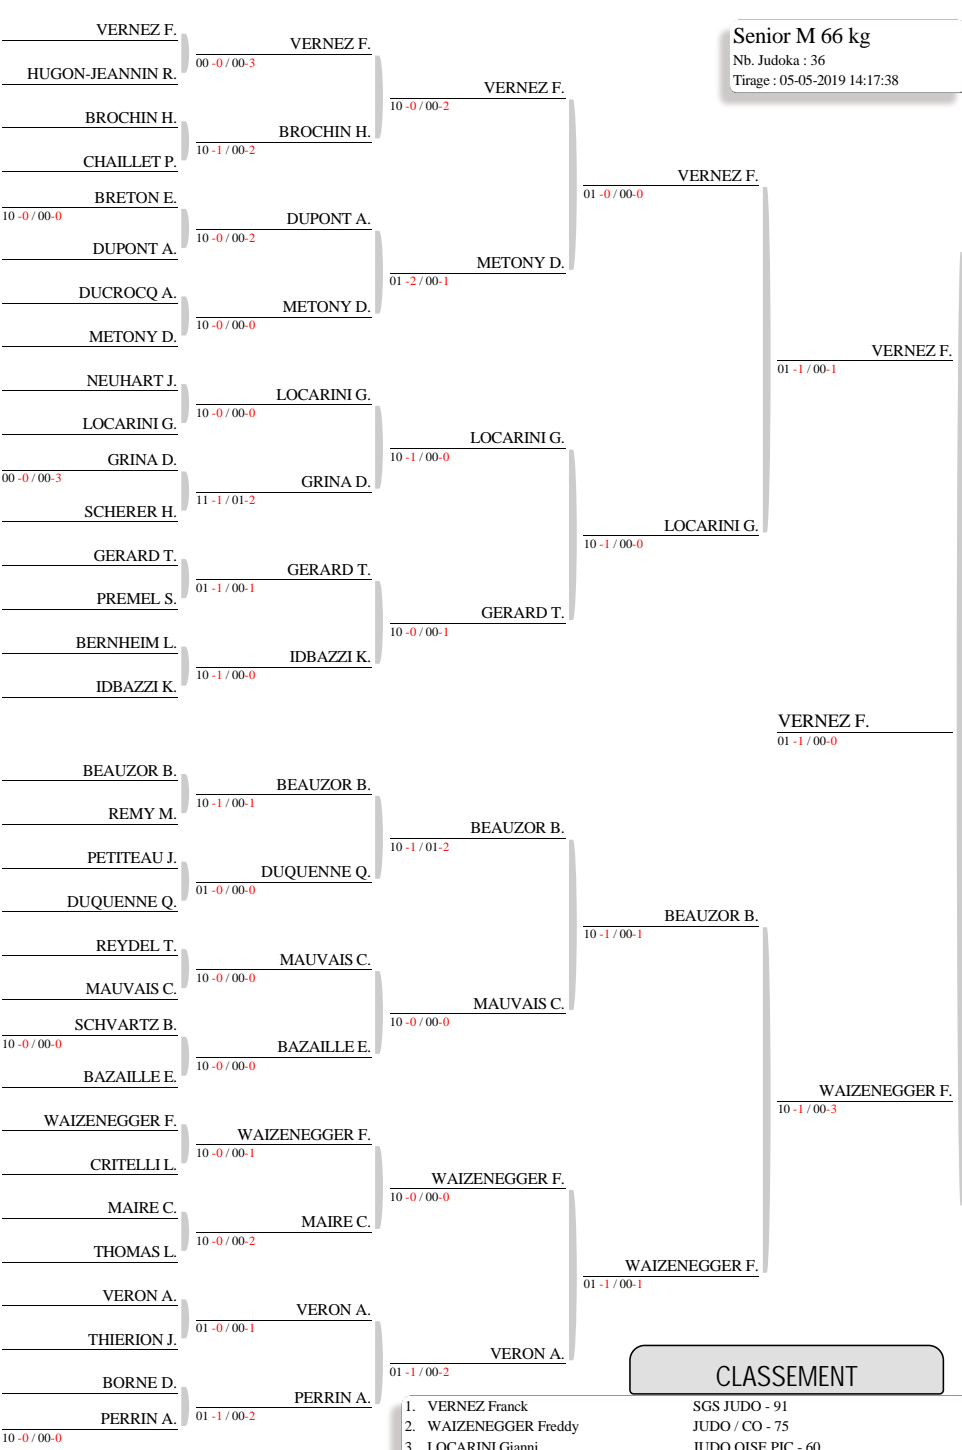 Senior M 66 kg
Nb. Judoka : 36
Tirage : 05-05-2019 14:17:38
VERNEZ F.
HUGON-JEANNIN R.
BROCHIN H.
CHAILLET P.
BRETON E.
10 -0 / 00-0
DUPONT A.
DUCROCQ A.
METONY D.
NEUHART J.
LOCARINI G.
GRINA D.
00 -0 / 00-3
SCHERER H.
GERARD T.
PREMEL S.
BERNHEIM L.
IDBAZZI K.
BEAUZOR B.
REMY M.
PETITEAU J.
DUQUENNE Q.
REYDEL T.
MAUVAIS C.
SCHVARTZ B.
10 -0 / 00-0
BAZAILLE E.
WAIZENEGGER F.
CRITELLI L.
MAIRE C.
THOMAS L.
VERON A.
THIERION J.
BORNE D.
PERRIN A.
10 -0 / 00-0
VERNEZ F.
00 -0 / 00-3
BROCHIN H.
10 -1 / 00-2
DUPONT A.
10 -0 / 00-2
METONY D.
10 -0 / 00-0
LOCARINI G.
10 -0 / 00-0
GRINA D.
11 -1 / 01-2
GERARD T.
01 -1 / 00-1
IDBAZZI K.
10 -1 / 00-0
BEAUZOR B.
10 -1 / 00-1
DUQUENNE Q.
01 -0 / 00-0
MAUVAIS C.
10 -0 / 00-0
BAZAILLE E.
10 -0 / 00-0
WAIZENEGGER F.
10 -0 / 00-1
MAIRE C.
10 -0 / 00-2
VERON A.
01 -0 / 00-1
PERRIN A.
01 -1 / 00-2
VERNEZ F.
10 -0 / 00-2
METONY D.
01 -2 / 00-1
LOCARINI G.
10 -1 / 00-0
GERARD T.
10 -0 / 00-1
BEAUZOR B.
10 -1 / 01-2
MAUVAIS C.
10 -0 / 00-0
WAIZENEGGER F.
10 -0 / 00-0
VERON A.
01 -1 / 00-2
VERNEZ F.
01 -0 / 00-0
LOCARINI G.
10 -1 / 00-0
BEAUZOR B.
10 -1 / 00-1
WAIZENEGGER F.
01 -1 / 00-1
VERNEZ F.
01 -1 / 00-1
WAIZENEGGER F.
10 -1 / 00-3
VERNEZ F.
01 -1 / 00-0
CLASSEMENT
1. VERNEZ Franck SGS JUDO - 91
2. WAIZENEGGER Freddy JUDO / CO - 75
3. LOCARINI Gianni JUDO OISE PIC - 60